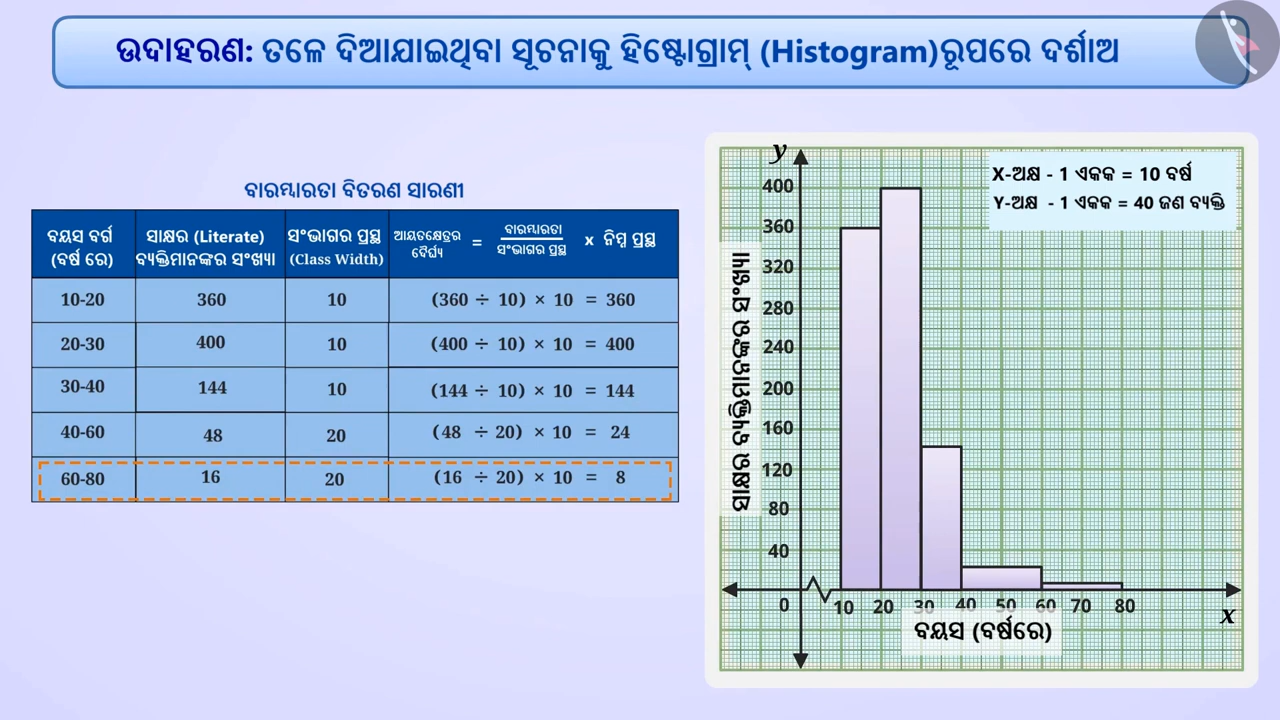 ଉଦାହରଣ: ତଳେ ଦିଆଯାଇଥିବା ସୂଚନାକୁ ହିଷ୍ଟୋଗ୍ରାମ୍ (Histogram)ରୂପରେ ଦର୍ଶାଅ
ବାରମ୍ବାରତା ବିତରଣ ସାରଣୀ
ବୟସ ବର୍ଗ (ବର୍ଷ ରେ)
ସାକ୍ଷର (Literate) ବ୍ୟକ୍ତିମାନଙ୍କର ସଂଖ୍ୟା
ସଂଭାଗର ପ୍ରସ୍ଥ (Class Width)
ଆୟତକ୍ଷେତ୍ରର ଦୈର୍ଘ୍ୟ = ବାରମ୍ବାରତା / ସଂଭାଗର ପ୍ରସ୍ଥ x ନିମ୍ନ ପ୍ରସ୍ଥ
10-20 360 10 (360 ÷ 10) × 10 = 360
20-30 400 10 (400 ÷ 10) × 10 = 400
30-40 144 10 (144 ÷ 10) × 10 = 144
40-60 48 20 (48 ÷ 20) × 10 = 24
60-80 16 20 (16 ÷ 20) × 10 = 8
y
X-ଅକ୍ଷ - 1 ଏକକ = 10 ବର୍ଷ
Y-ଅକ୍ଷ - 1 ଏକକ = 40 ଜଣ ବ୍ୟକ୍ତି
ସାକ୍ଷର ବ୍ୟକ୍ତିମାନଙ୍କର ସଂଖ୍ୟା
400
360
320
280
240
200
160
120
80
40
0 10 20 30 40 50 60 70 80
x
ବୟସ (ବର୍ଷରେ)